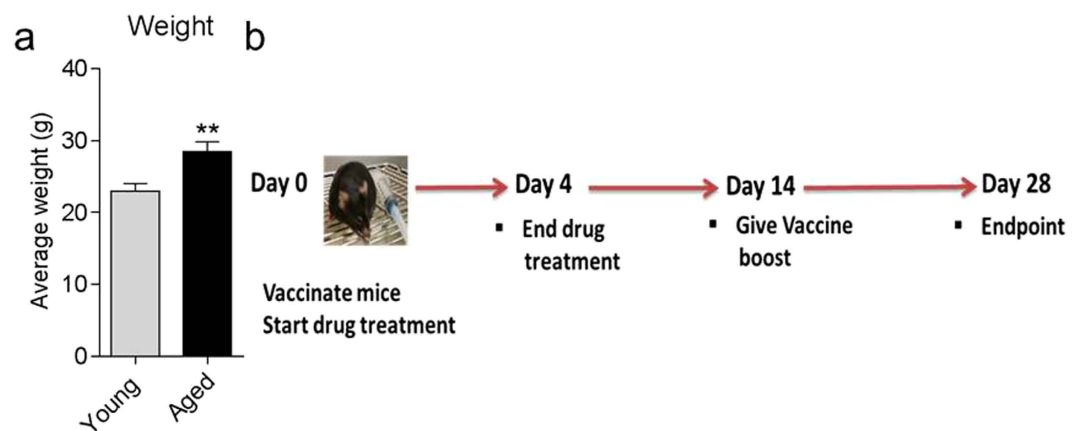 a
Weight
Average weight (g)
40
30
20
10
0
**
Young
Aged
b
Day 0
Vaccinate mice
Start drug treatment
Day 4
▪ End drug
treatment
Day 14
▪ Give Vaccine
boost
Day 28
▪ Endpoint